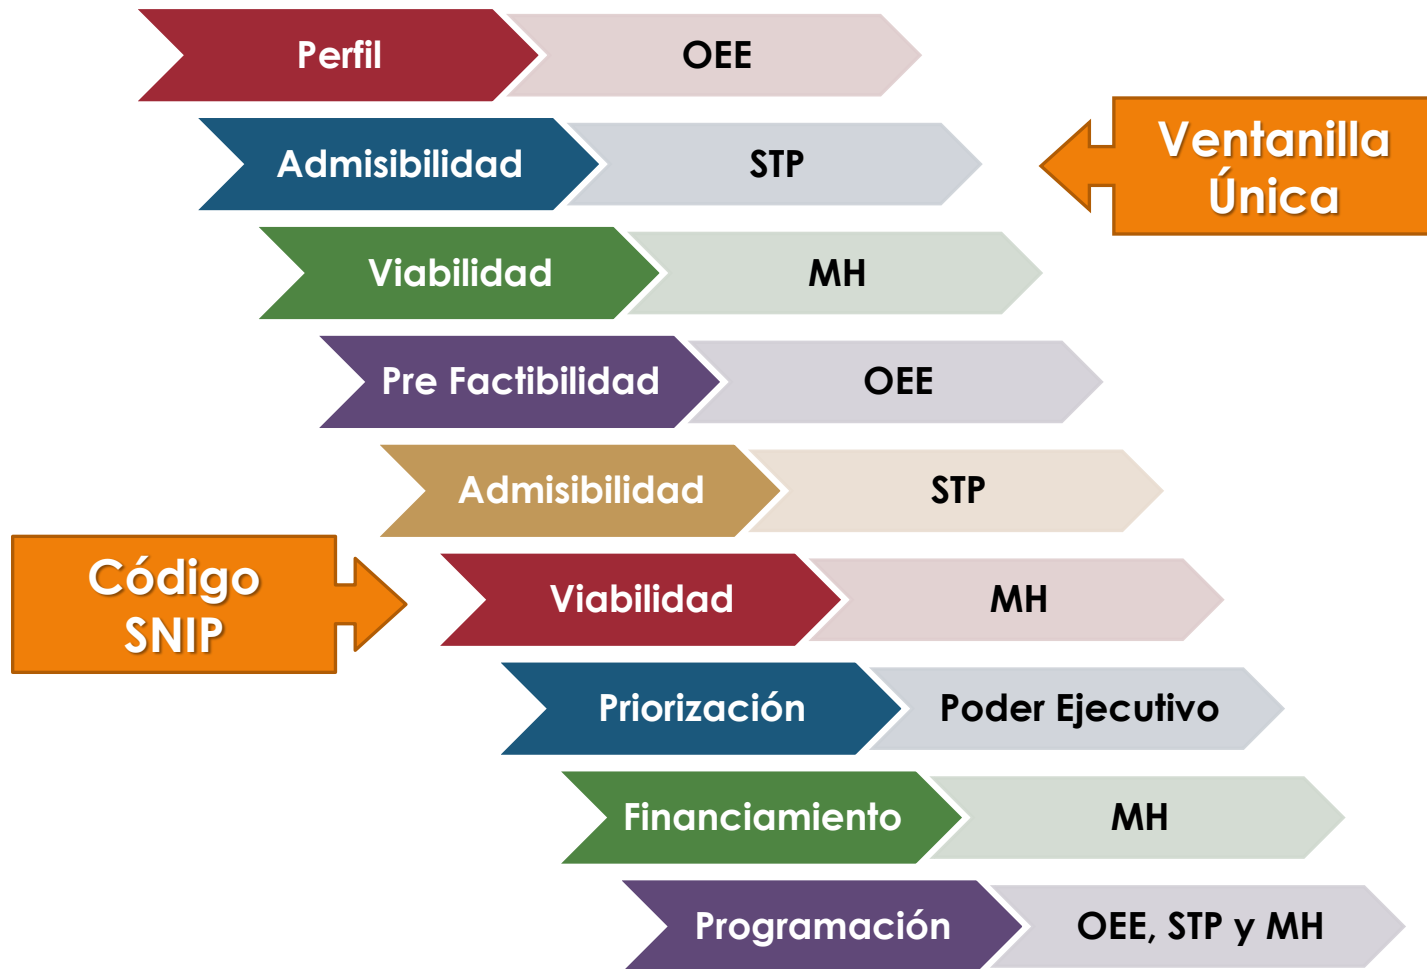 Perfil
OEE
Admisibilidad
STP
Ventanilla
Única
Viabilidad
MH
Pre Factibilidad
OEE
Admisibilidad
STP
Código
SNIP
Viabilidad
MH
Priorización
Poder Ejecutivo
Financiamiento
MH
Programación
OEE, STP y MH